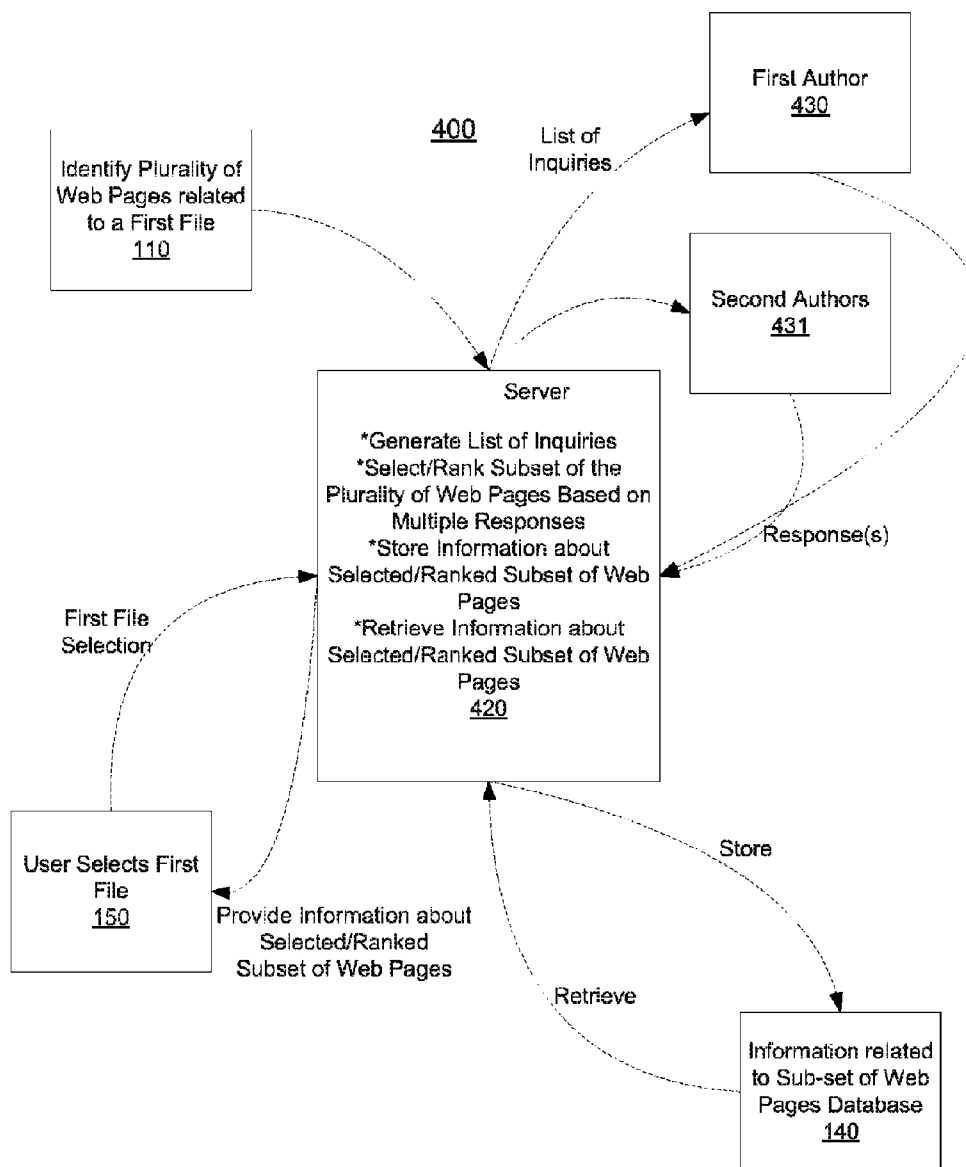 First Author
430
400
List of
Inquiries
Identify Plurality of
Web Pages related
to a First File
110
Second Authors
431
Server
*Generate List of Inquiries
*Select/Rank Subset of the
Plurality of Web Pages Based on
Multiple Responses
*Store Information about
Selected/Ranked Subset of Web
Pages
*Retrieve Information about
Selected/Ranked Subset of Web
Pages
420
Response(s)
First File
Selection
User Selects First
File
150
Provide Information about
Selected/Ranked
Subset of Web Pages
Store
Retrieve
Information related
to Sub-set of Web
Pages Database
140